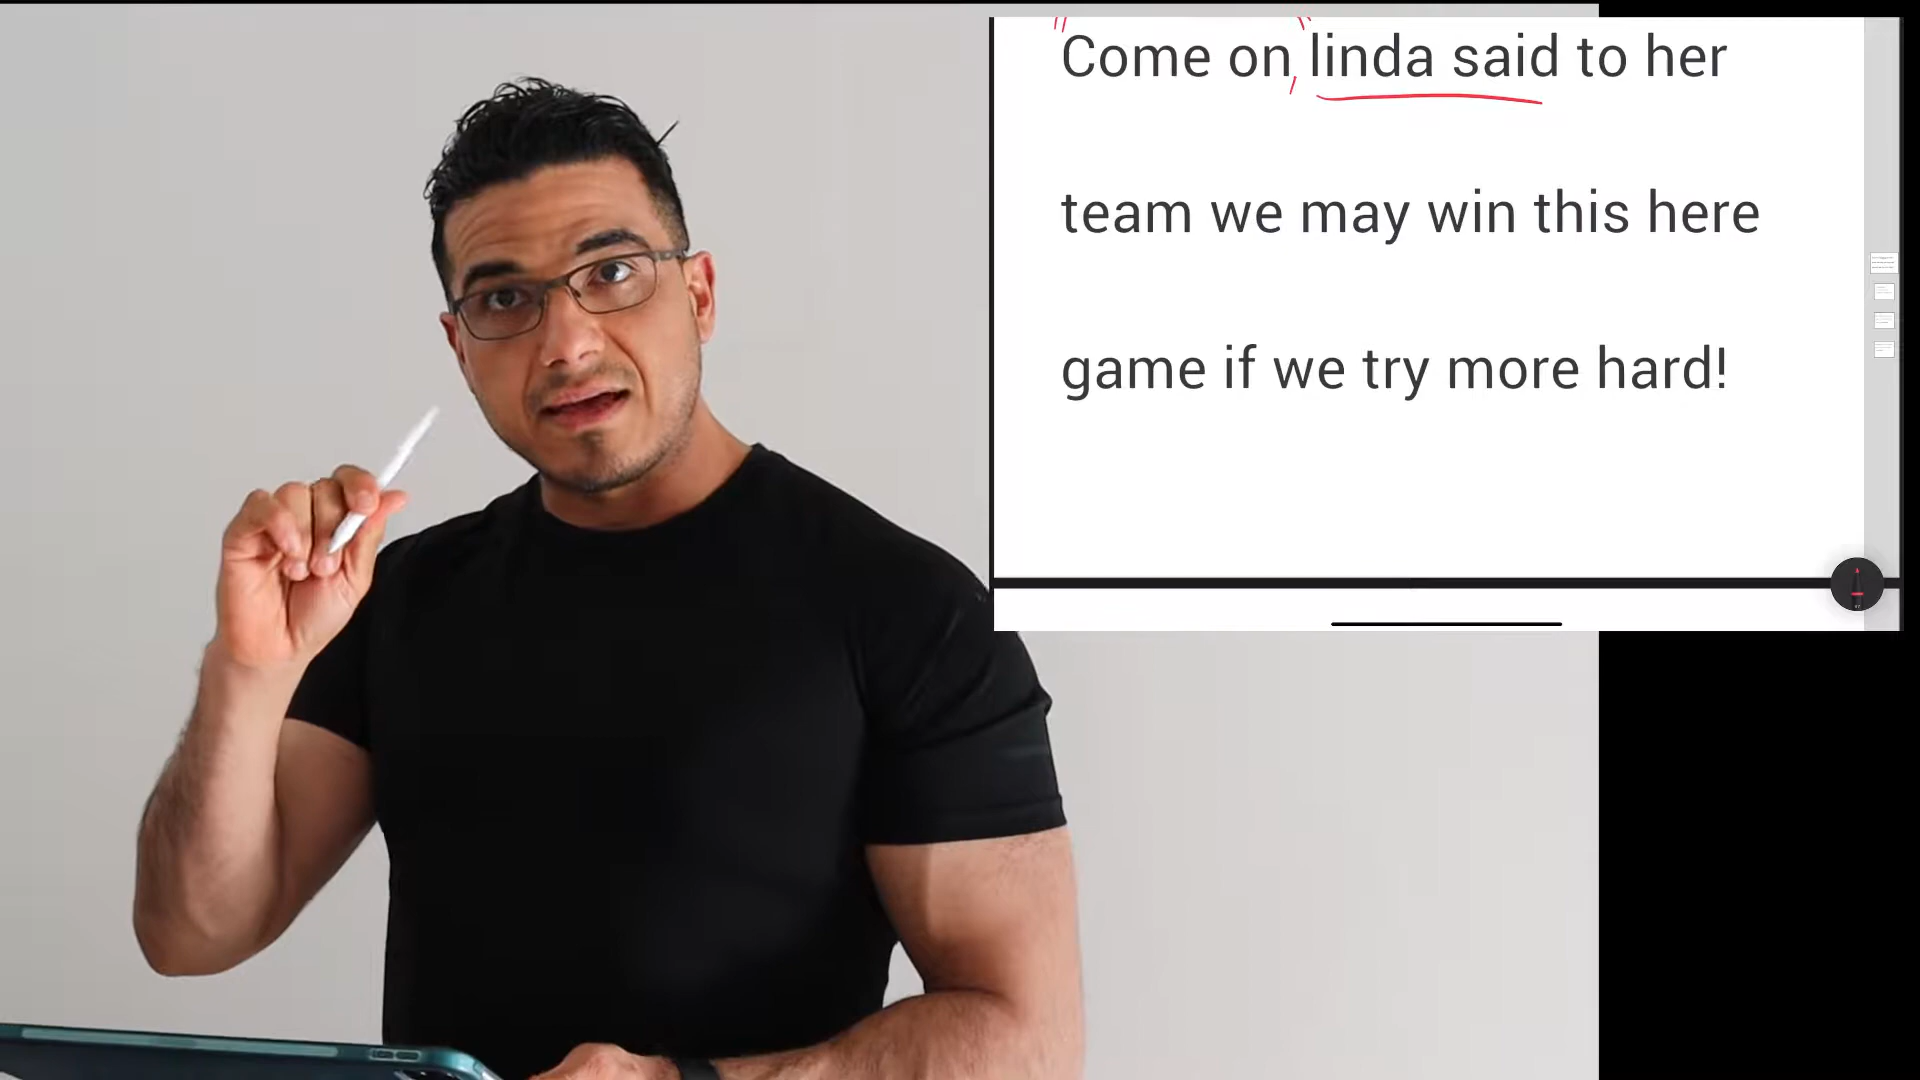 "Come on," linda said to her
team we may win this here
game if we try more hard!